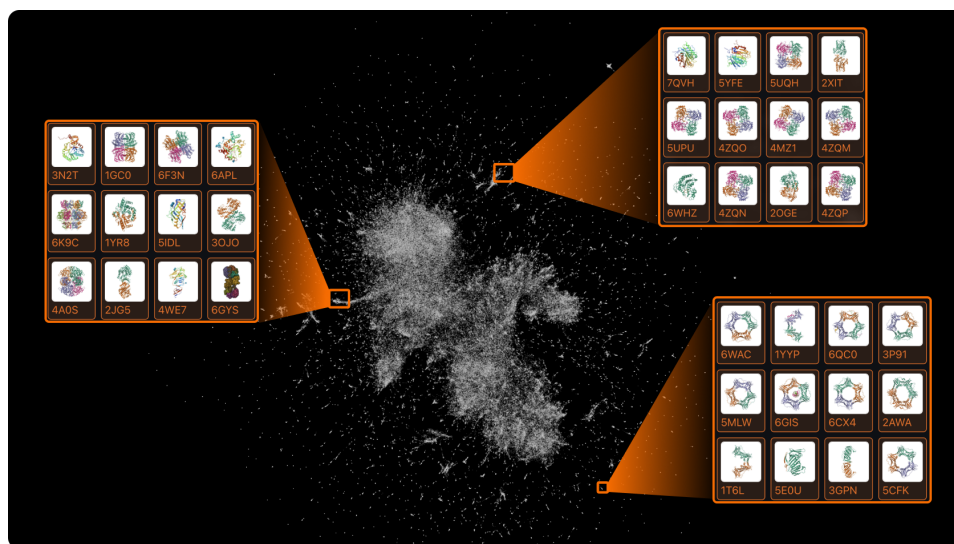 3N2T 1GC0 6F3N 6APL
6K9C 1YR8 5IDL 3OJO
4A0S 2JG5 4WE7 6GYS
7QVH 5YFE 5UQH 2XIT
5UPU 4ZQO 4MZ1 4ZQM
6WHZ 4ZQN 2OGE 4ZQP
6WAC 1YYP 6QC0 3P91
5MLW 6GIS 6CX4 2AWA
1T6L 5E0U 3GPN 5CFK